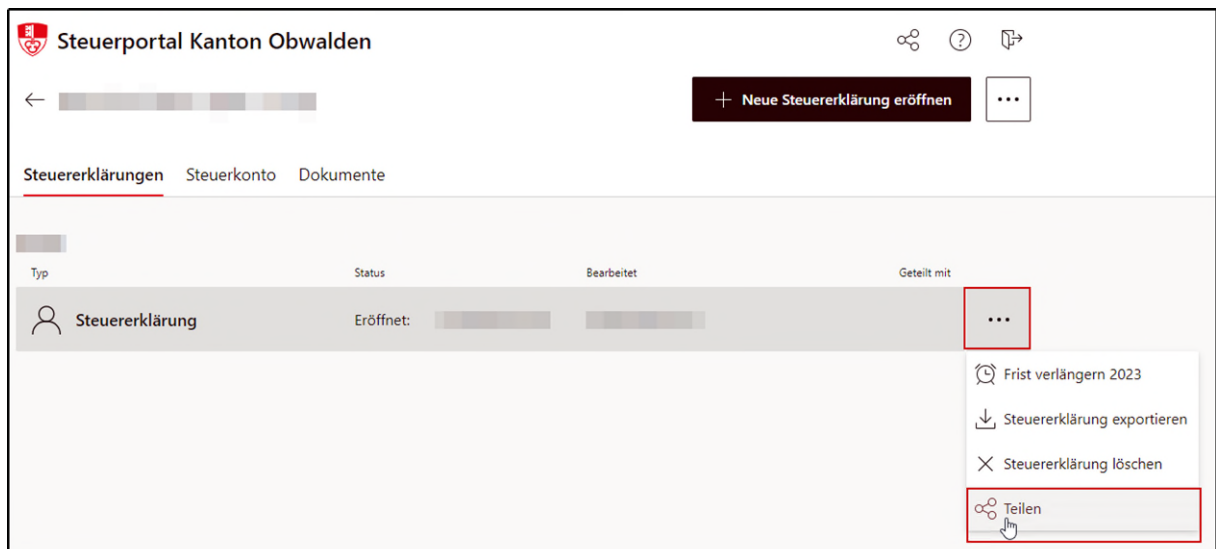 Steuerportal Kanton Obwalden
Neue Steuererklärung eröffnen
Steuererklärungen Steuerkonto Dokumente
Typ Status Bearbeitet Geteilt mit
Steuererklärung Eröffnet:
Frist verlängern 2023
Steuererklärung exportieren
Steuererklärung löschen
Teilen